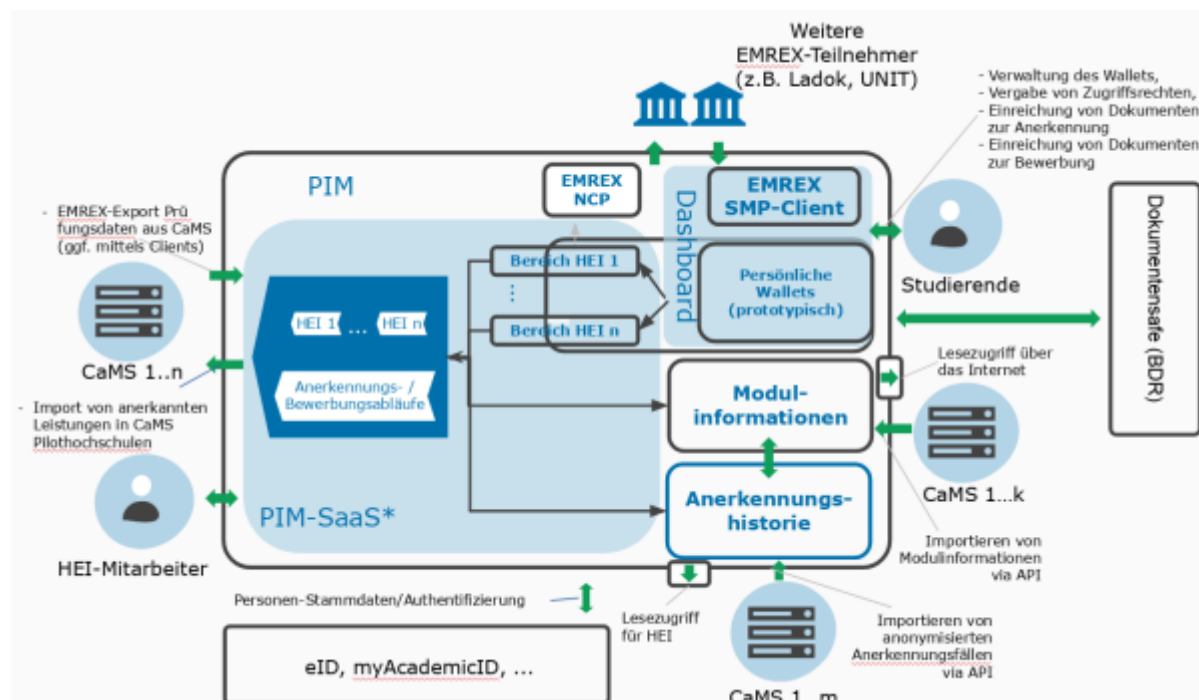 Weitere
EMREX-Teilnehmer
(z.B. Ladok, UNIT)
- Verwaltung des Wallets,
- Vergabe von Zugriffsrechten,
- Einreichung von Dokumenten
zur Anerkennung
- Einreichung von Dokumenten
zur Bewerbung
PIM
EMREX
NCP
Dashboard
EMREX
SMP-Client
- EMREX-Export Prü
fungsdaten aus CaMS
(ggf. mittels Clients)
Bereich HEI 1
⋮
Bereich HEI n
Persönliche
Wallets
(prototypisch)
Studierende
Dokumentensafe (BDR)
HEI 1 ... HEI n
Anerkennungs- /
Bewerbungsabläufe
CaMS 1..n
- Import von anerkannten
Leistungen in CaMS
Pilothochschulen
Modul-
informationen
Lesezugriff über
das Internet
CaMS 1...k
PIM-SaaS*
Anerkennungs-
historie
HEI-Mitarbeiter
Importieren von
Modulinformationen
via API
Personen-Stammdaten/Authentifizierung
Lesezugriff
für HEI
Importieren von
anonymisierten
Anerkennungsfällen
via API
eID, myAcademicID, ...
CaMS 1...m